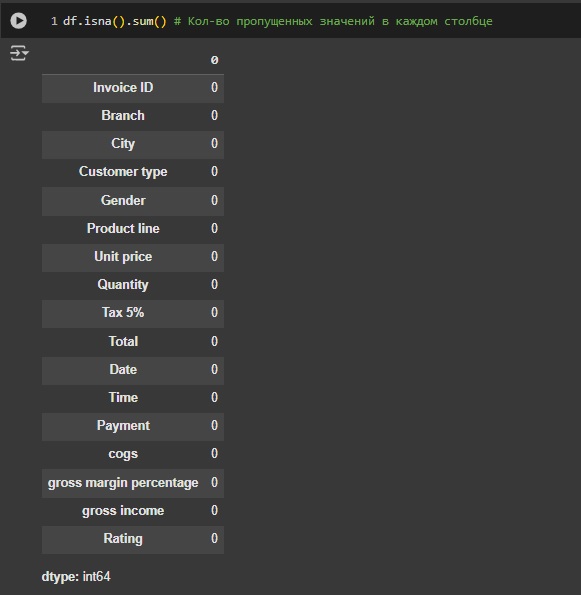 1 df.isna().sum() # Кол-во пропущенных значений в каждом столбце
0
Invoice ID 0
Branch 0
City 0
Customer type 0
Gender 0
Product line 0
Unit price 0
Quantity 0
Tax 5% 0
Total 0
Date 0
Time 0
Payment 0
cogs 0
gross margin percentage 0
gross income 0
Rating 0
dtype: int64